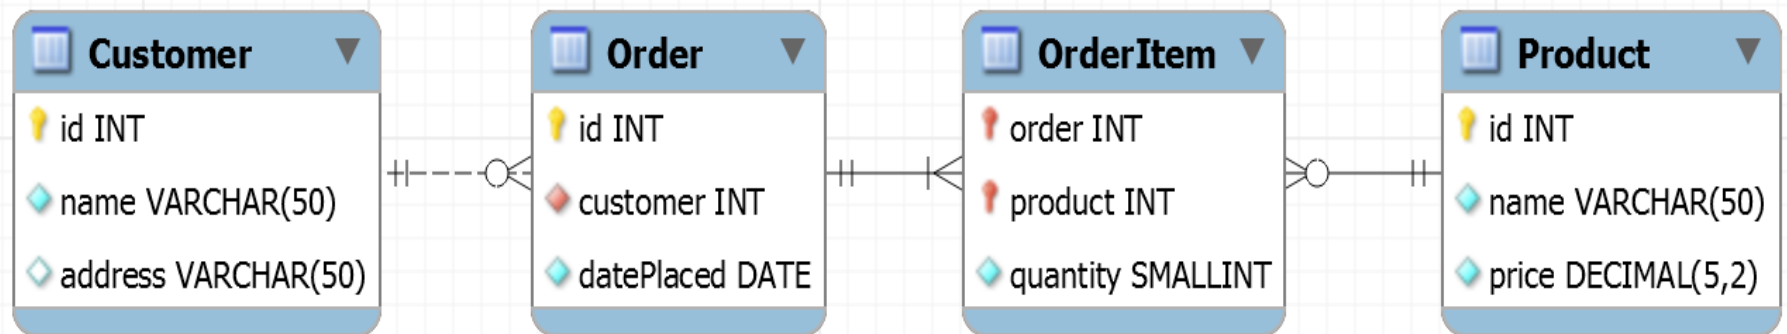 Customer
id INT
name VARCHAR(50)
address VARCHAR(50)
Order
id INT
customer INT
datePlaced DATE
OrderItem
order INT
product INT
quantity SMALLINT
Product
id INT
name VARCHAR(50)
price DECIMAL(5,2)